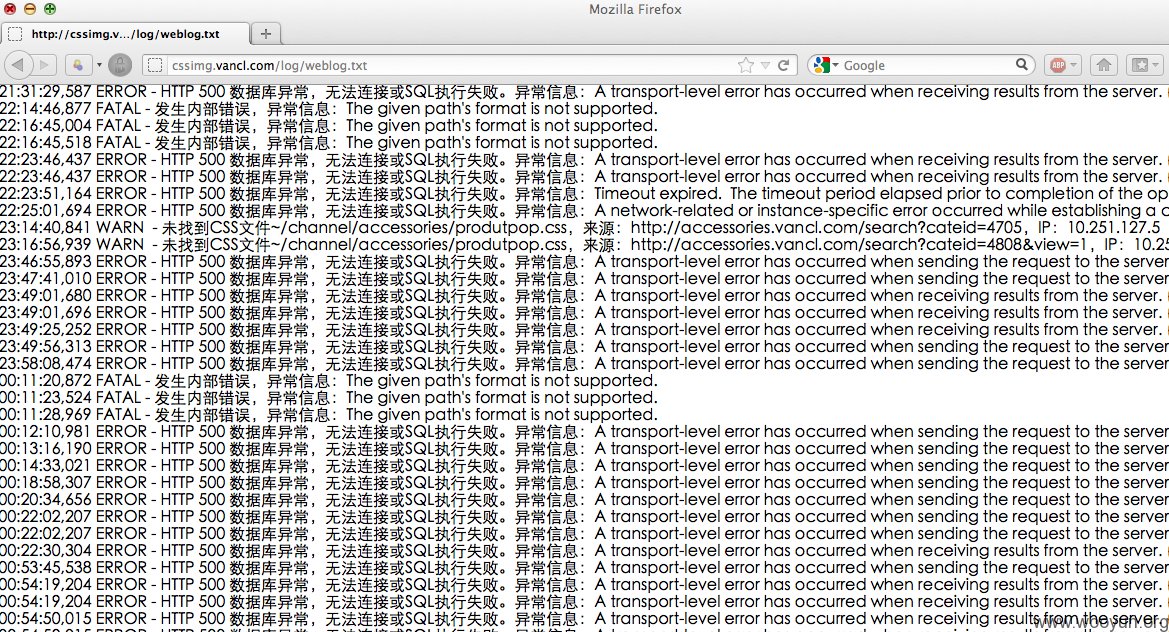 Mozilla Firefox
http://cssimg.v.../log/weblog.txt
cssimg.vancl.com/log/weblog.txt
Google
ABP
21:31:29,587 ERROR - HTTP 500 数据库异常，无法连接或SQL执行失败。异常信息：A transport-level error has occurred when receiving results from the server. (
22:14:46,877 FATAL - 发生内部错误，异常信息：The given path's format is not supported.
22:16:45,004 FATAL - 发生内部错误，异常信息：The given path's format is not supported.
22:16:45,518 FATAL - 发生内部错误，异常信息：The given path's format is not supported.
22:23:46,437 ERROR - HTTP 500 数据库异常，无法连接或SQL执行失败。异常信息：A transport-level error has occurred when receiving results from the server. (
22:23:46,437 ERROR - HTTP 500 数据库异常，无法连接或SQL执行失败。异常信息：A transport-level error has occurred when receiving results from the server. (
22:23:51,164 ERROR - HTTP 500 数据库异常，无法连接或SQL执行失败。异常信息：Timeout expired.  The timeout period elapsed prior to completion of the op
22:25:01,694 ERROR - HTTP 500 数据库异常，无法连接或SQL执行失败。异常信息：A network-related or instance-specific error occurred while establishing a c
23:14:40,841 WARN  - 未找到CSS文件~/channel/accessories/produtpop.css，来源：http://accessories.vancl.com/search?cateid=4705，IP：10.251.127.5
23:16:56,939 WARN  - 未找到CSS文件~/channel/accessories/produtpop.css，来源：http://accessories.vancl.com/search?cateid=4808&view=1，IP：10.25
23:46:55,893 ERROR - HTTP 500 数据库异常，无法连接或SQL执行失败。异常信息：A transport-level error has occurred when sending the request to the server
23:47:41,010 ERROR - HTTP 500 数据库异常，无法连接或SQL执行失败。异常信息：A transport-level error has occurred when sending the request to the server
23:49:01,680 ERROR - HTTP 500 数据库异常，无法连接或SQL执行失败。异常信息：A transport-level error has occurred when receiving results from the server. (
23:49:01,696 ERROR - HTTP 500 数据库异常，无法连接或SQL执行失败。异常信息：A transport-level error has occurred when receiving results from the server. (
23:49:25,252 ERROR - HTTP 500 数据库异常，无法连接或SQL执行失败。异常信息：A transport-level error has occurred when receiving results from the server. (
23:49:56,313 ERROR - HTTP 500 数据库异常，无法连接或SQL执行失败。异常信息：A transport-level error has occurred when sending the request to the server
23:58:08,474 ERROR - HTTP 500 数据库异常，无法连接或SQL执行失败。异常信息：A transport-level error has occurred when receiving results from the server. (
00:11:20,872 FATAL - 发生内部错误，异常信息：The given path's format is not supported.
00:11:23,524 FATAL - 发生内部错误，异常信息：The given path's format is not supported.
00:11:28,969 FATAL - 发生内部错误，异常信息：The given path's format is not supported.
00:12:10,981 ERROR - HTTP 500 数据库异常，无法连接或SQL执行失败。异常信息：A transport-level error has occurred when sending the request to the server
00:13:16,190 ERROR - HTTP 500 数据库异常，无法连接或SQL执行失败。异常信息：A transport-level error has occurred when sending the request to the server
00:14:33,021 ERROR - HTTP 500 数据库异常，无法连接或SQL执行失败。异常信息：A transport-level error has occurred when sending the request to the server
00:18:58,307 ERROR - HTTP 500 数据库异常，无法连接或SQL执行失败。异常信息：A transport-level error has occurred when sending the request to the server
00:20:34,656 ERROR - HTTP 500 数据库异常，无法连接或SQL执行失败。异常信息：A transport-level error has occurred when sending the request to the server
00:22:02,207 ERROR - HTTP 500 数据库异常，无法连接或SQL执行失败。异常信息：A transport-level error has occurred when sending the request to the server
00:22:02,207 ERROR - HTTP 500 数据库异常，无法连接或SQL执行失败。异常信息：A transport-level error has occurred when sending the request to the server
00:22:30,304 ERROR - HTTP 500 数据库异常，无法连接或SQL执行失败。异常信息：A transport-level error has occurred when receiving results from the server. (
00:53:45,538 ERROR - HTTP 500 数据库异常，无法连接或SQL执行失败。异常信息：A transport-level error has occurred when sending the request to the server
00:54:19,204 ERROR - HTTP 500 数据库异常，无法连接或SQL执行失败。异常信息：A transport-level error has occurred when receiving results from the server. (
00:54:19,204 ERROR - HTTP 500 数据库异常，无法连接或SQL执行失败。异常信息：A transport-level error has occurred when sending the request to the server
00:54:50,015 ERROR - HTTP 500 数据库异常，无法连接或SQL执行失败。异常信息：A transport-level error has occurred when receiving results from the server. (
www.wooyun.org